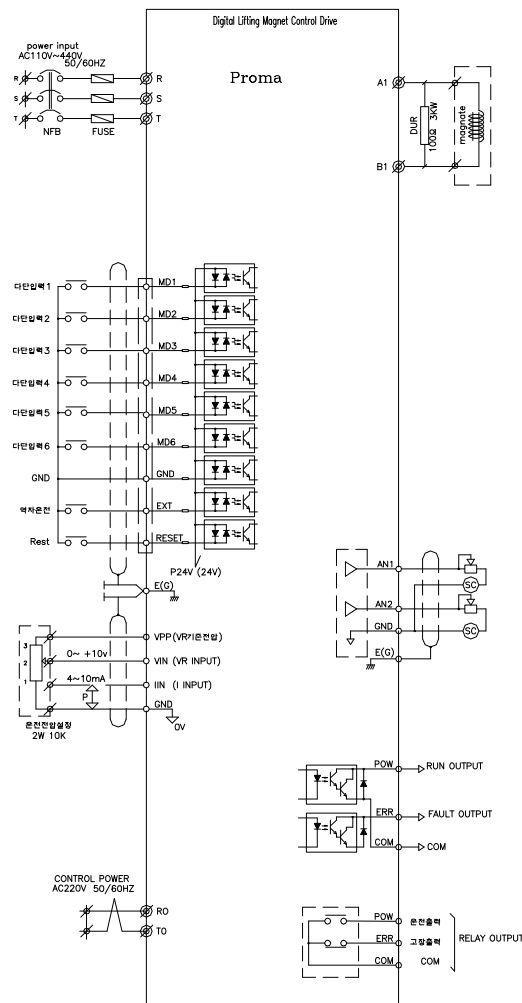 Digital Lifting Magnet Control Drive
power input
AC110V~440V
50/60HZ
R
S
T
NFB
FUSE
R
S
T
Proma
A1
B1
DUR
100Ω 3KW
magnate
다단입력1
다단입력2
다단입력3
다단입력4
다단입력5
다단입력6
GND
역자운전
Rest
MD1
MD2
MD3
MD4
MD5
MD6
GND
EXT
RESET
P24V (24V)
E(G)
AN1
AN2
GND
E(G)
SC
SC
3
2
1
0~ +10v
4~10mA
P
VPP (VR기준전압)
VIN (VR INPUT)
IIN (I INPUT)
GND
0V
운전전압설정
2W 10K
POW
RUN OUTPUT
ERR
FAULT OUTPUT
COM
COM
CONTROL POWER
AC220V 50/60HZ
RO
TO
POW
운전출력
ERR
고장출력
COM
COM
RELAY OUTPUT